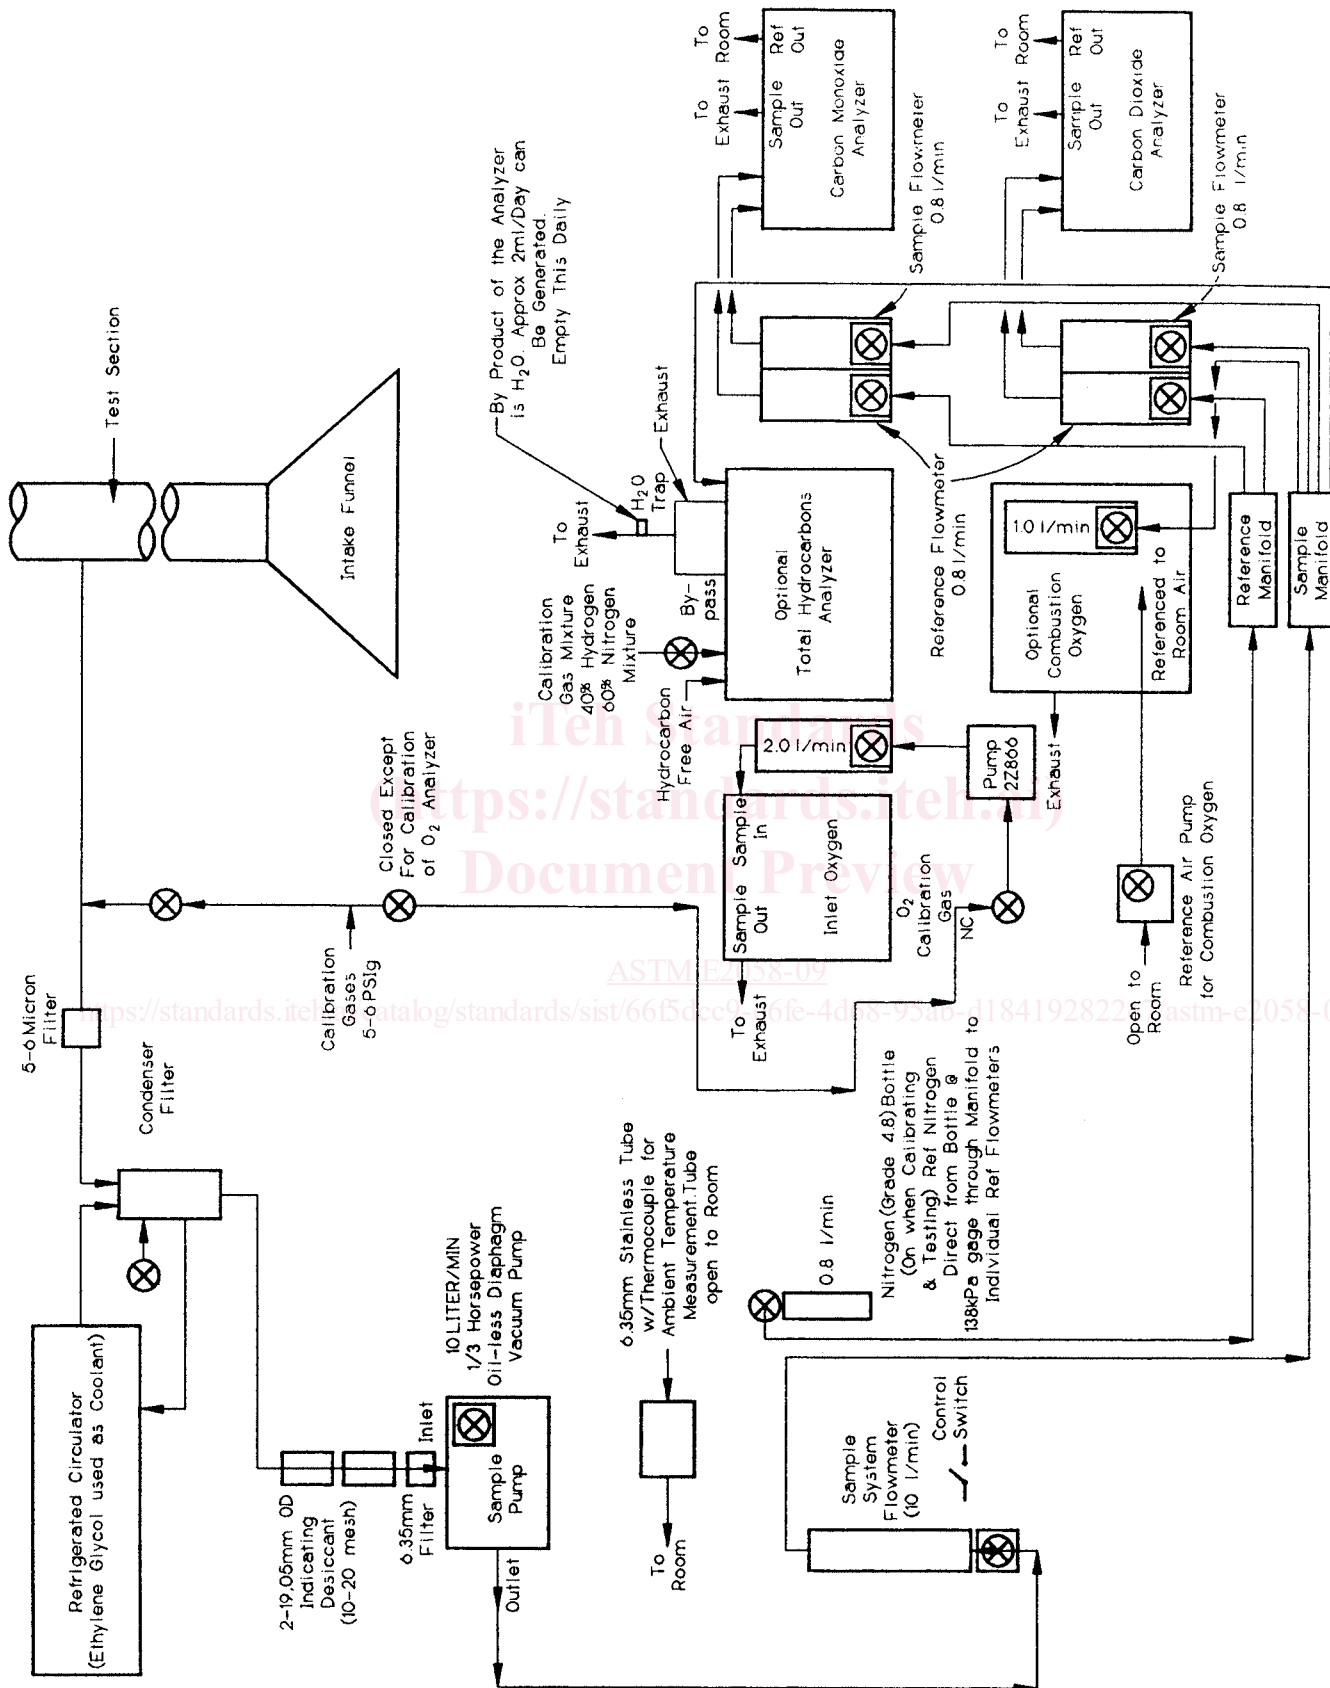 Refrigerated Circulator
(Ethylene Glycol used as Coolant)
Condenser
Filter
5-6 Micron
Filter
Test Section
Intake Funnel
Closed Except
For Calibration
of O₂ Analyzer
Calibration
Gases
5-6 PSIg
2-19.05mm OD
Indicating
Desiccant
(10-20 mesh)
6.35mm
Filter
Inlet
Outlet
Sample
Pump
10 LITER/MIN
1/3 Horsepower
Oil-less Diaphagm
Vacuum Pump
6.35mm Stainless Tube
w/Thermocouple for
Ambient Temperature
Measurement.Tube
open to Room
To
Room
0.8 l/min
Nitrogen (Grade 4.8) Bottle
(On when Calibrating
& Testing) Ref Nitrogen
Direct from Bottle @
138kPa gage through Manifold to
Individual Ref Flowmeters
Sample
System
Flowmeter
(10 l/min)
Control
Switch
To
Exhaust
Sample
Out
Sample
In
Inlet Oxygen
O₂
Calibration
Gas
NC
2.0 l/min
Pump
2Z866
Hydrocarbon
Free Air
Calibration
Gas Mixture
40% Hydrogen
60% Nitrogen
Mixture
To
Exhaust
By-
pass
H₂O
Trap
Exhaust
By Product of the Analyzer
is H₂O. Approx 2ml/Day can
Be Generated.
Empty This Daily
Optional
Total Hydrocarbons
Analyzer
Reference Flowmeter
0.8 l/min
Sample Flowmeter
0.8 l/min
To
Exhaust
To
Room
Sample
Out
Ref
Out
Carbon Monoxide
Analyzer
To
Exhaust
To
Room
Sample
Out
Ref
Out
Carbon Dioxide
Analyzer
Sample Flowmeter
0.8 l/min
Exhaust
Optional
Combustion
Oxygen
1.0 l/min
Referenced to
Room Air
Open to
Room
Reference Air Pump
for Combustion Oxygen
Reference
Manifold
Sample
Manifold
iTeh Standards
(https://standards.iteh.ai)
Document Preview
ASTM E2058-09